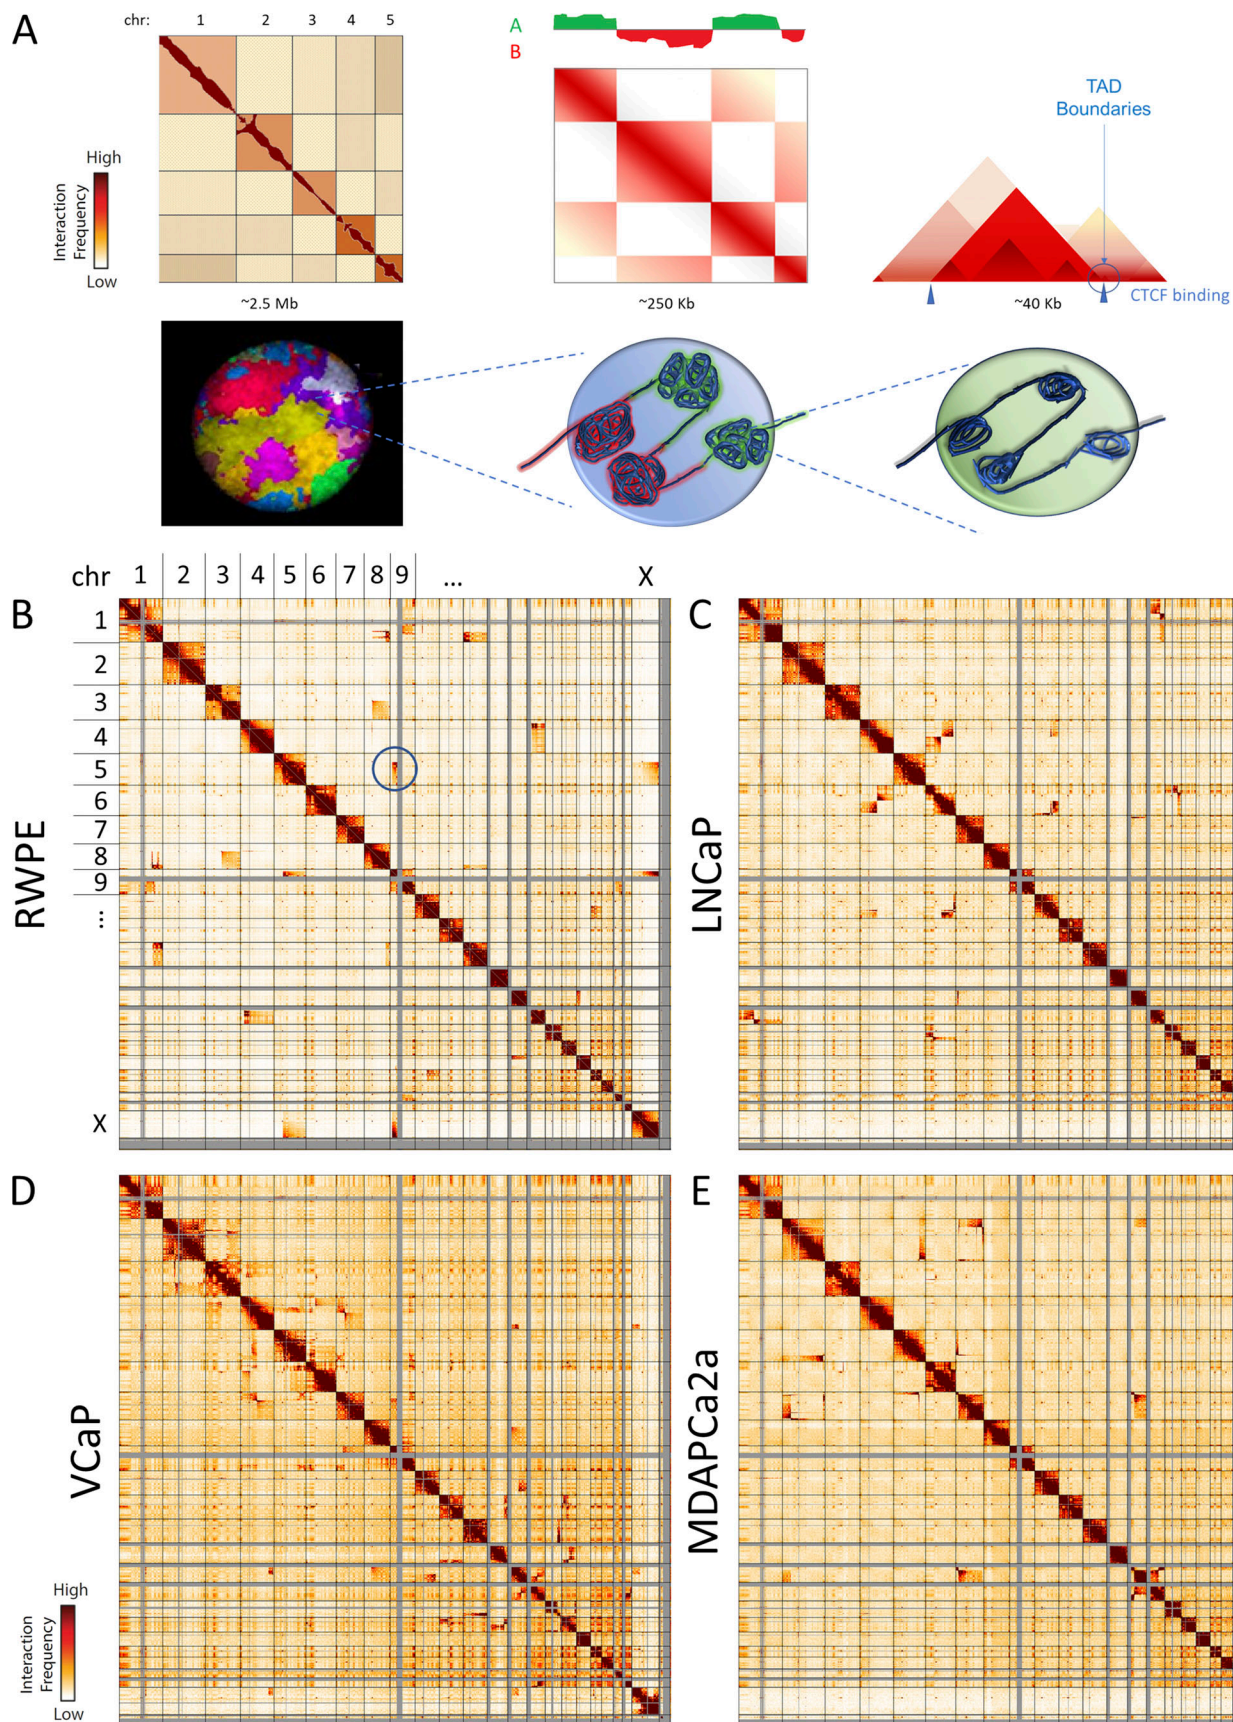 A
chr: 1 2 3 4 5
High
Interaction
Frequency
Low
~2.5 Mb
A
B
~250 Kb
TAD
Boundaries
CTCF binding
~40 Kb
chr 1 2 3 4 5 6 7 8 9 ... X
B
1
2
3
4
5
6
7
8
9
...
X
RWPE
C
LNCaP
D
VCaP
High
Interaction
Frequency
Low
E
MDAPCa2a